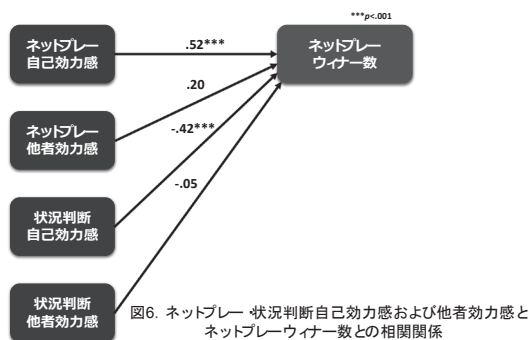 ***p<.001
ネットプレー
自己効力感
.52***
ネットプレー
ウィナー数
ネットプレー
他者効力感
.20
-.42***
状況判断
自己効力感
-.05
状況判断
他者効力感
図6. ネットプレー・状況判断自己効力感および他者効力感と
ネットプレーウィナー数との相関関係